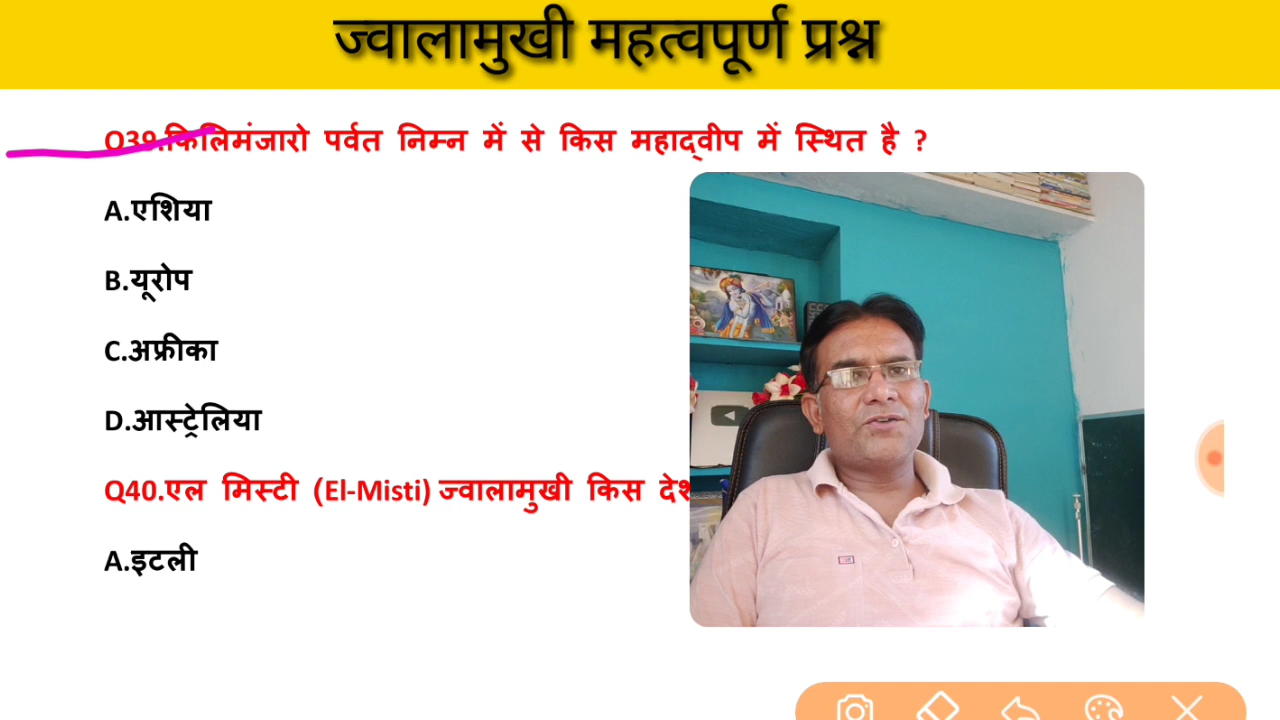 ज्वालामुखी महत्वपूर्ण प्रश्न
Q39.किलिमंजारो पर्वत निम्न में से किस महाद्वीप में स्थित है ?
A.एशिया
B.यूरोप
C.अफ्रीका
D.आस्ट्रेलिया
Q40.एल मिस्टी (El-Misti) ज्वालामुखी किस
A.इटली